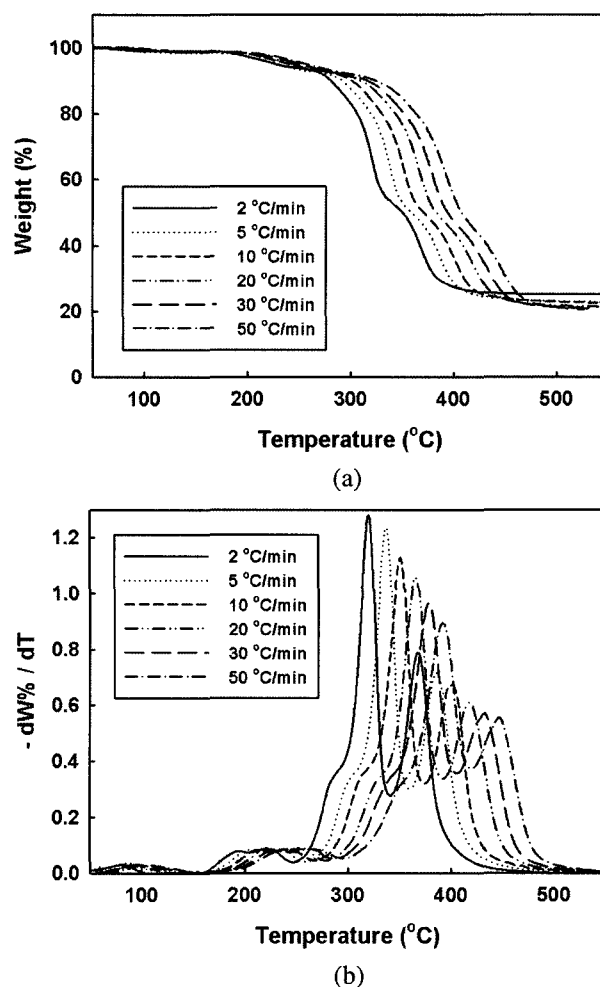 100
80
60
40
20
0
Weight (%)
2 °C/min
5 °C/min
10 °C/min
20 °C/min
30 °C/min
50 °C/min
100 200 300 400 500
Temperature (°C)
(a)
1.2
1.0
0.8
0.6
0.4
0.2
0.0
- dW% / dT
2 °C/min
5 °C/min
10 °C/min
20 °C/min
30 °C/min
50 °C/min
100 200 300 400 500
Temperature (°C)
(b)